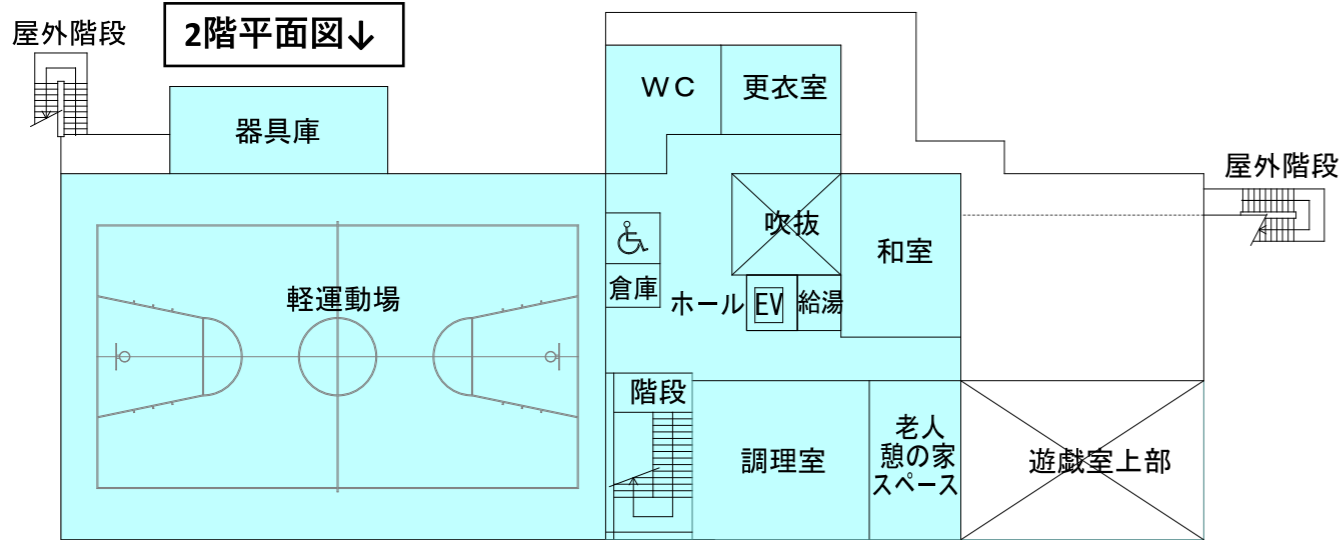 屋外階段
2階平面図↓
WC
更衣室
器具庫
屋外階段
吹抜
和室
倉庫
軽運動場
ホール
EV
給湯
階段
調理室
老人
憩の家
スペース
遊戯室上部